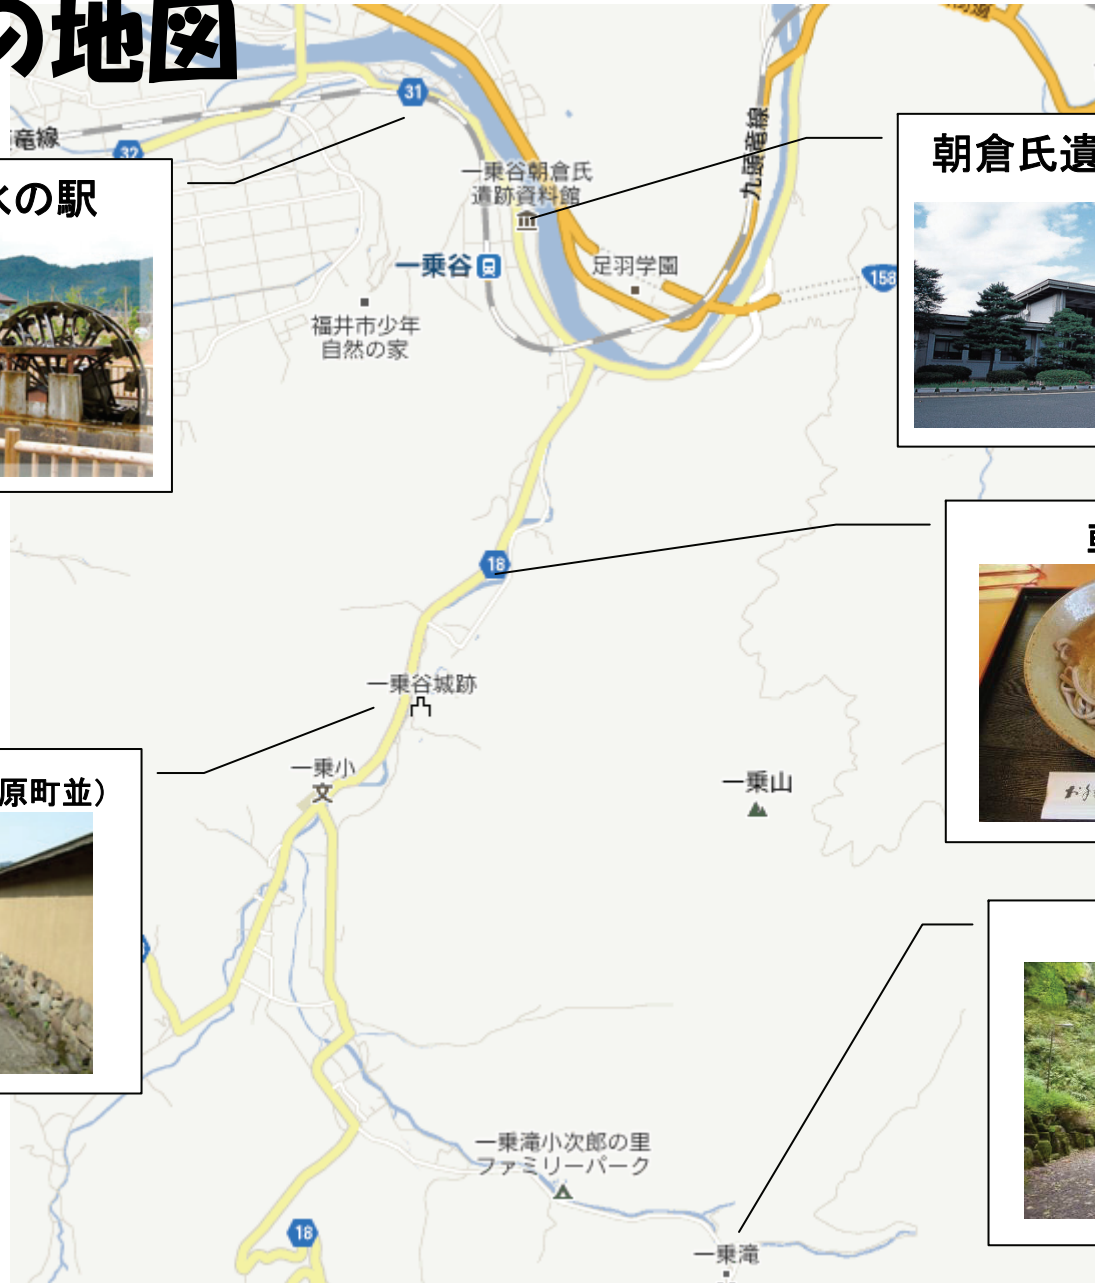 の地図
31
竜線
32
水の駅
一乗谷朝倉氏
遺跡資料館
九頭竜線
朝倉氏遺
一乗谷
足羽学園
158
福井市少年
自然の家
18
一乗谷城跡
一乗小
文
原町並）
一乗山
一乗滝小次郎の里
ファミリーパーク
18
一乗滝